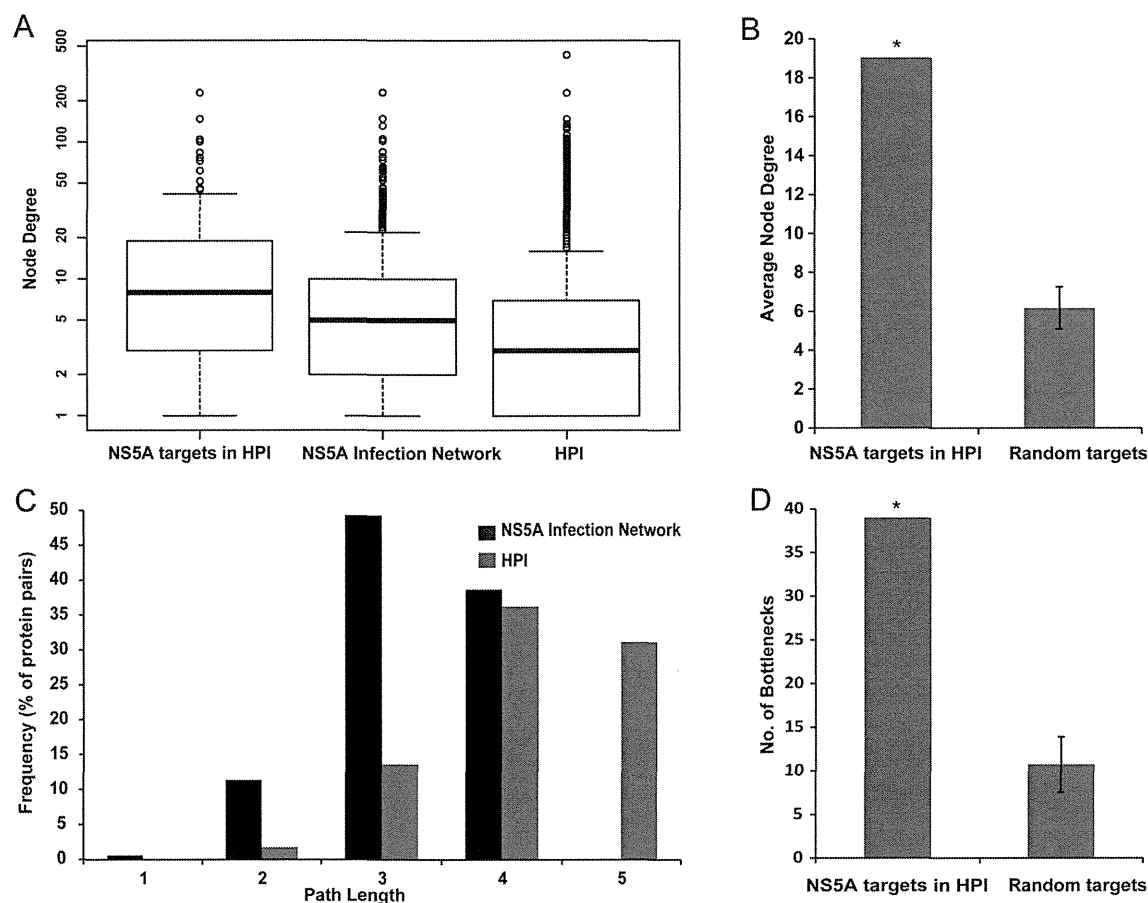 A
Node Degree
500
200
100
50
20
10
5
2
1
NS5A targets in HPI
NS5A Infection Network
HPI
B
Average Node Degree
20
18
16
14
12
10
8
6
4
2
0
*
NS5A targets in HPI
Random targets
C
Frequency (% of protein pairs)
50
45
40
35
30
25
20
15
10
5
0
NS5A Infection Network
HPI
1
2
3
4
5
Path Length
D
No. of Bottlenecks
40
35
30
25
20
15
10
5
0
*
NS5A targets in HPI
Random targets